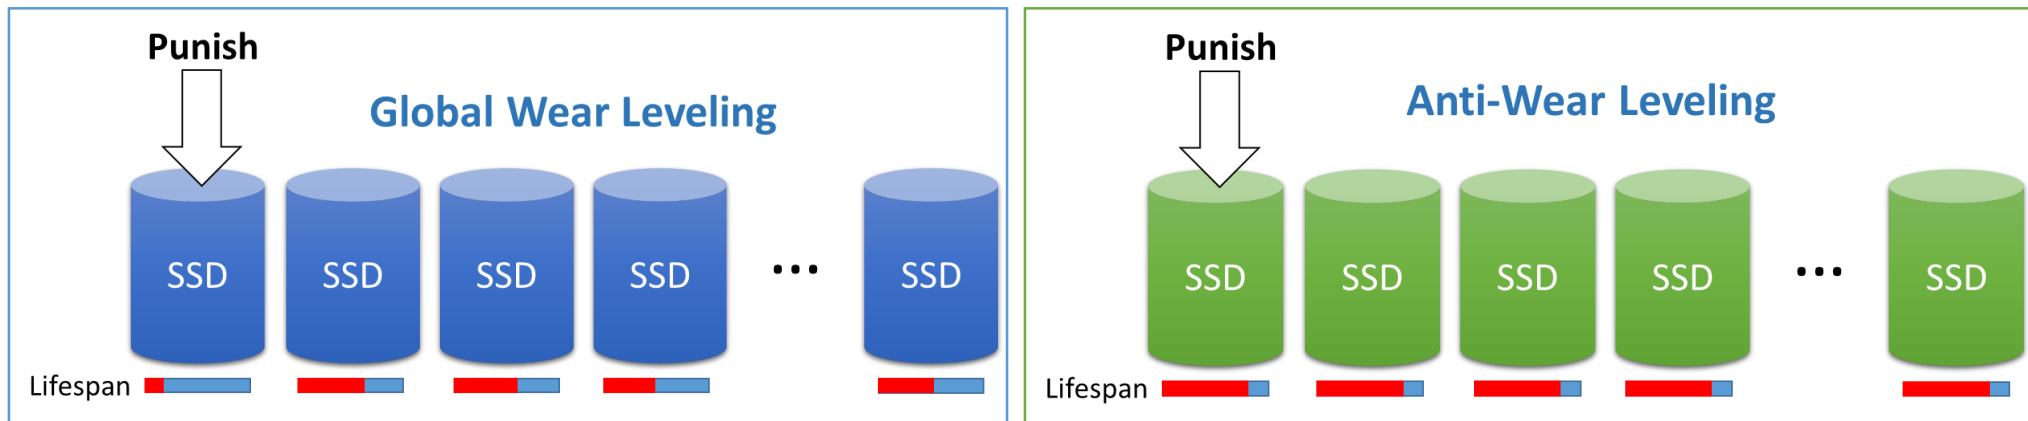 Punish
Global Wear Leveling
SSD SSD SSD SSD ... SSD
Lifespan
Punish
Anti-Wear Leveling
SSD SSD SSD SSD ... SSD
Lifespan